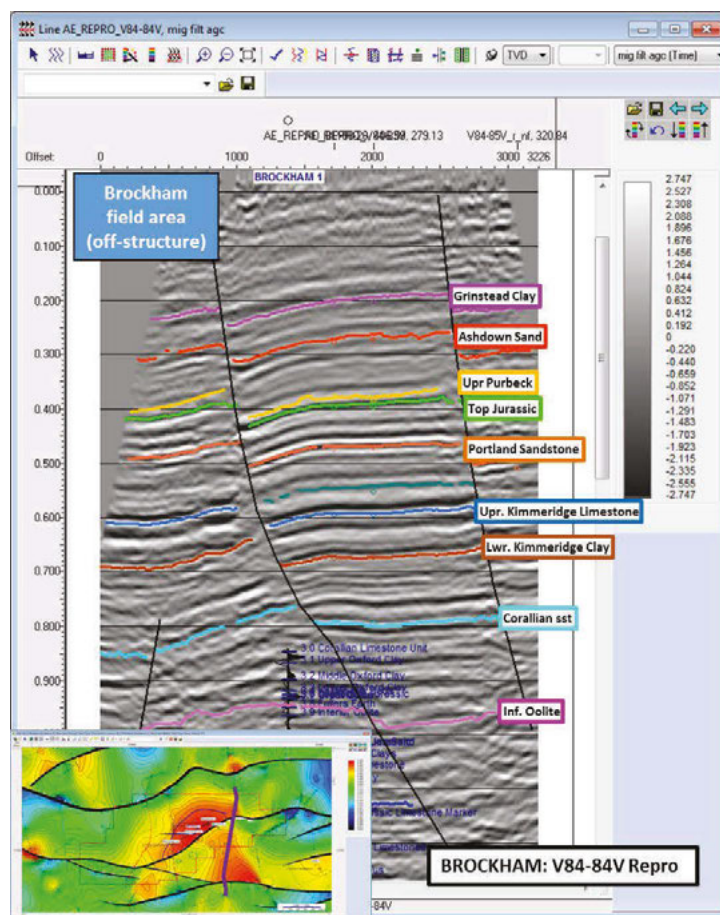 Line AE_REPRO_V84-84V, mig filt agc
TVD
mig filt agc (Time)
279.13
V84-85V_r_nf, 320.84
Offset:
0
1000
2000
3000 3226
BROCKHAM 1
Brockham
field area
(off-structure)
0.000
0.100
0.200
0.300
0.400
0.500
0.600
0.700
0.800
0.900
2.747
2.527
2.308
2.088
1.896
1.676
1.456
1.264
1.044
0.824
0.632
0.412
0.192
0
-0.220
-0.440
-0.659
-0.852
-1.071
-1.291
-1.483
-1.703
-1.923
-2.115
-2.335
-2.555
-2.747
Grinstead Clay
Ashdown Sand
Upr Purbeck
Top Jurassic
Portland Sandstone
Upr. Kimmeridge Limestone
Lwr. Kimmeridge Clay
Corallian sst
3.0 Corallian Limestone Unit
3.1 Upper Oxford Clay
3.2 Middle Oxford Clay
Inf. Oolite
Limestone Marker
BROCKHAM: V84-84V Repro
-84V